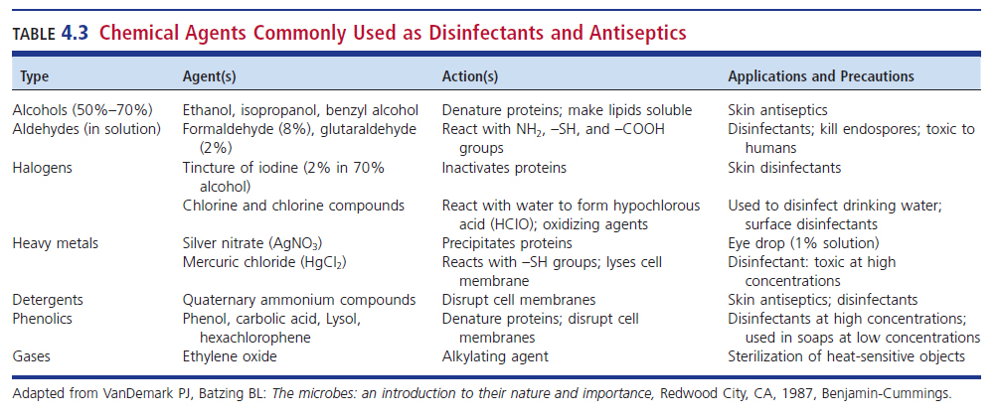 TABLE 4.3 Chemical Agents Commonly Used as Disinfectants and Antiseptics
Type Agent(s) Action(s) Applications and Precautions
Alcohols (50%–70%) Ethanol, isopropanol, benzyl alcohol Denature proteins; make lipids soluble Skin antiseptics
Aldehydes (in solution) Formaldehyde (8%), glutaraldehyde React with NH₂, –SH, and –COOH Disinfectants; kill endospores; toxic to
(2%) groups humans
Halogens Tincture of iodine (2% in 70% Inactivates proteins Skin disinfectants
alcohol)
Chlorine and chlorine compounds React with water to form hypochlorous Used to disinfect drinking water;
acid (HClO); oxidizing agents surface disinfectants
Heavy metals Silver nitrate (AgNO₃) Precipitates proteins Eye drop (1% solution)
Mercuric chloride (HgCl₂) Reacts with –SH groups; lyses cell Disinfectant: toxic at high
membrane concentrations
Detergents Quaternary ammonium compounds Disrupt cell membranes Skin antiseptics; disinfectants
Phenolics Phenol, carbolic acid, Lysol, Denature proteins; disrupt cell Disinfectants at high concentrations;
hexachlorophene membranes used in soaps at low concentrations
Gases Ethylene oxide Alkylating agent Sterilization of heat-sensitive objects
Adapted from VanDemark PJ, Batzing BL: The microbes: an introduction to their nature and importance, Redwood City, CA, 1987, Benjamin-Cummings.